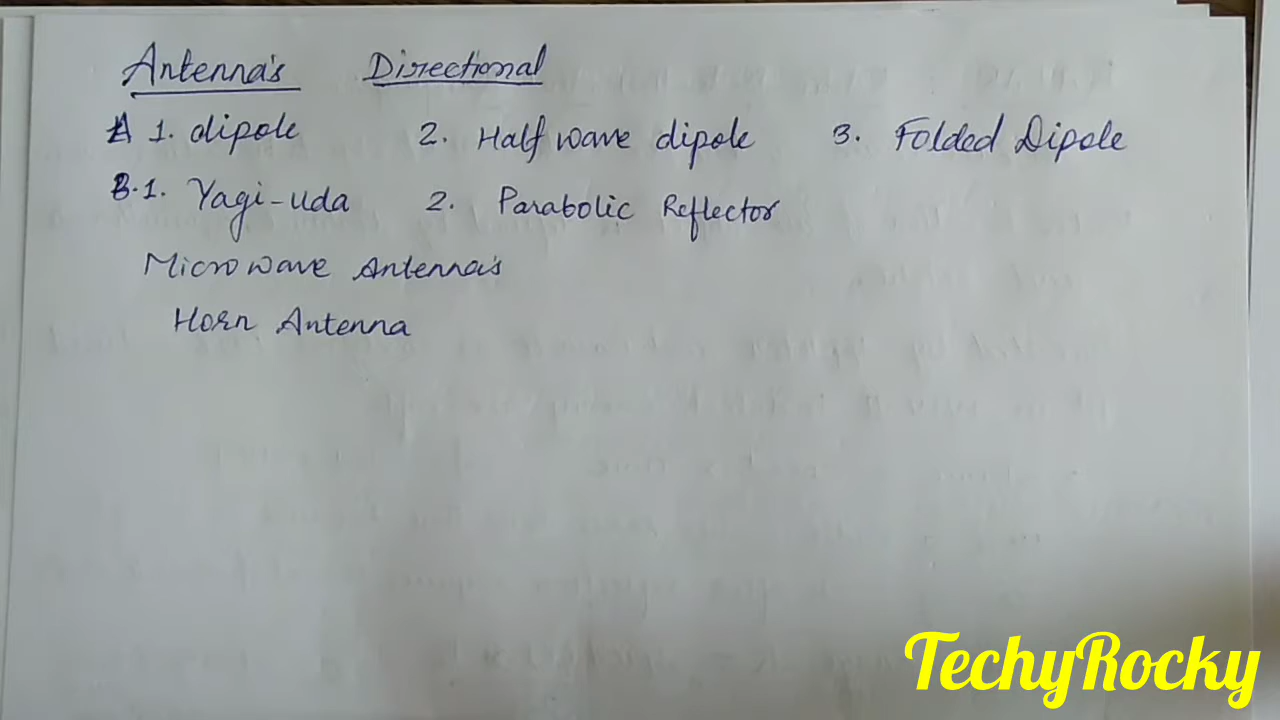 Antenna's Directional
A 1. dipole 2. Half wave dipole 3. Folded Dipole
B.1. Yagi-Uda 2. Parabolic Reflector
Microwave Antenna's
Horn Antenna
TechyRocky